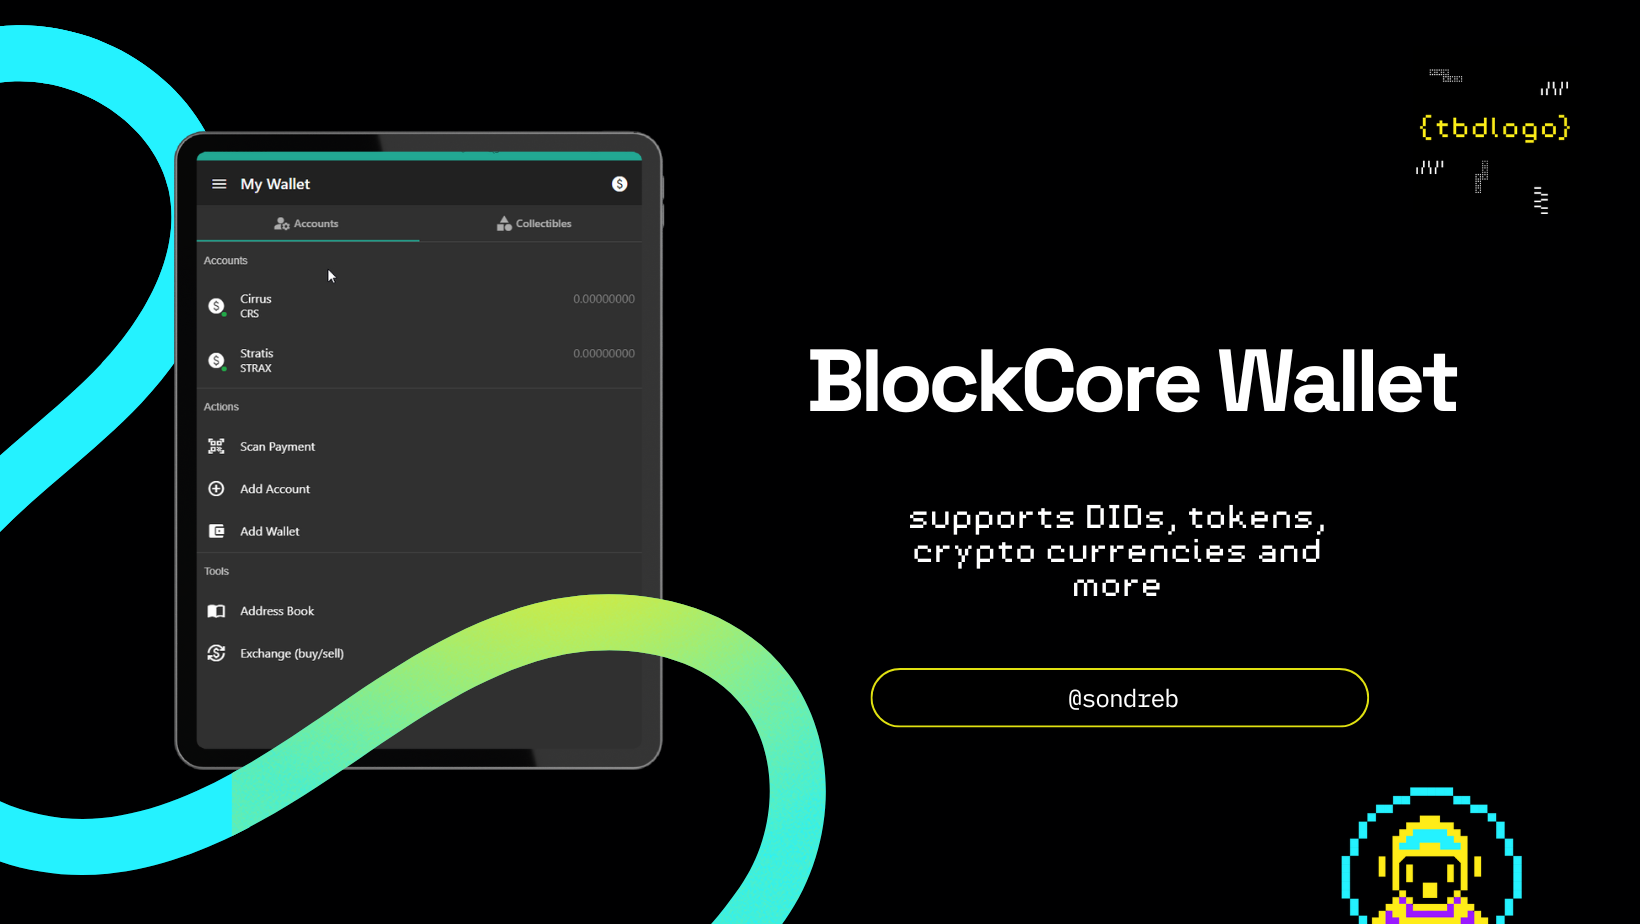 My Wallet
Accounts
Collectibles
Accounts
Cirrus
0.00000000
CRS
Stratis
0.00000000
STRAX
Actions
Scan Payment
Add Account
Add Wallet
Tools
Address Book
Exchange (buy/sell)
{tbdlogo}
BlockCore Wallet
supports DIDs, tokens,
crypto currencies and
more
@sondreb